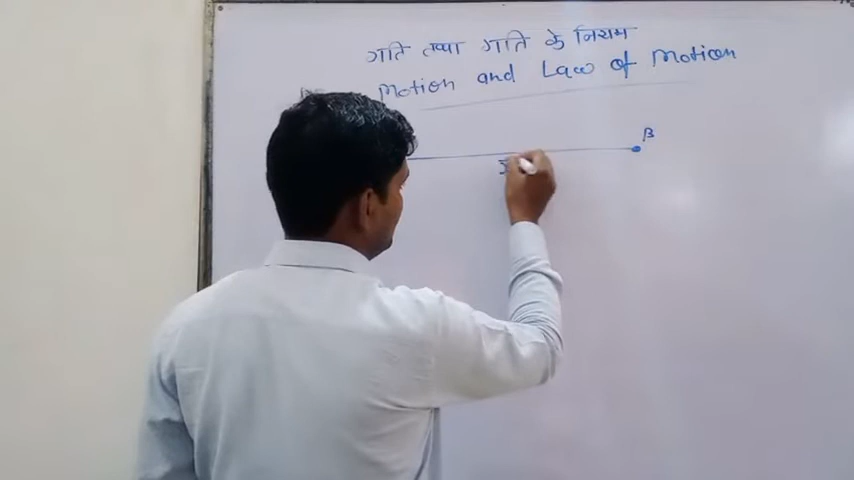 गति तथा गति के नियम
Motion and Law of Motion
B